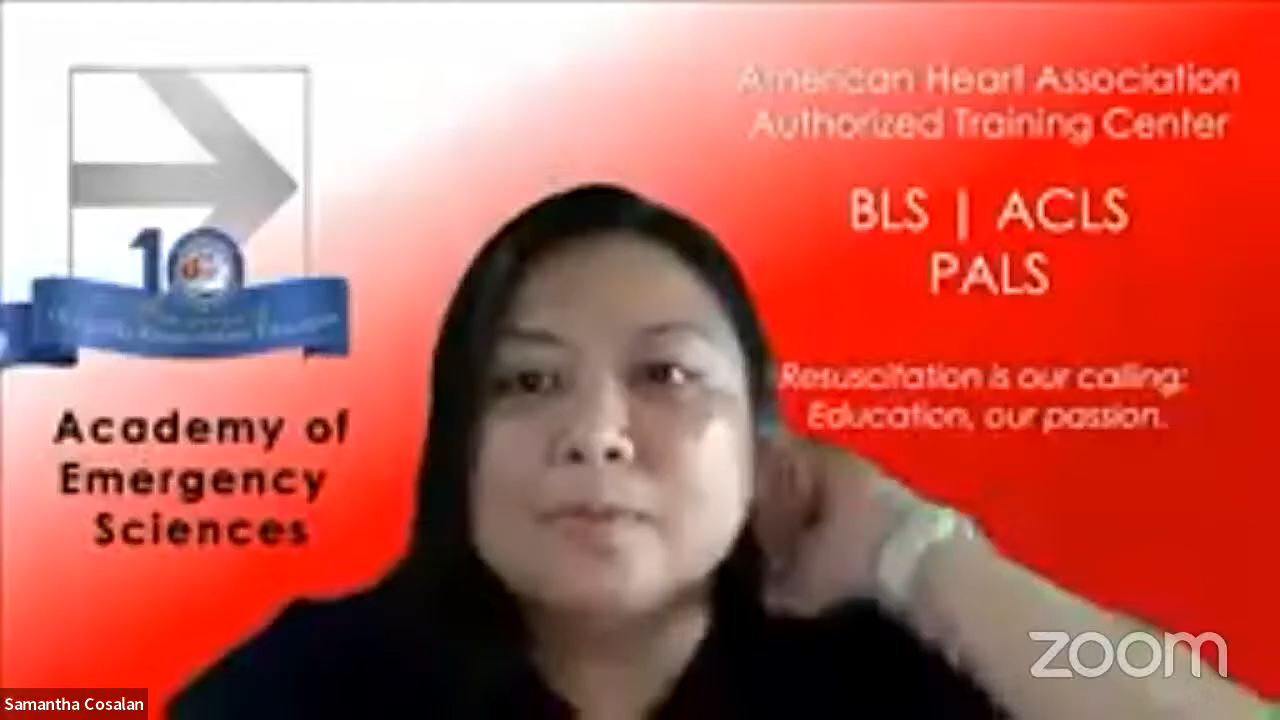 American Heart Association
Authorized Training Center
BLS | ACLS
PALS
Resuscitation is our calling;
Education, our passion.
10
Academy of
Emergency
Sciences
zoom
Samantha Cosalan